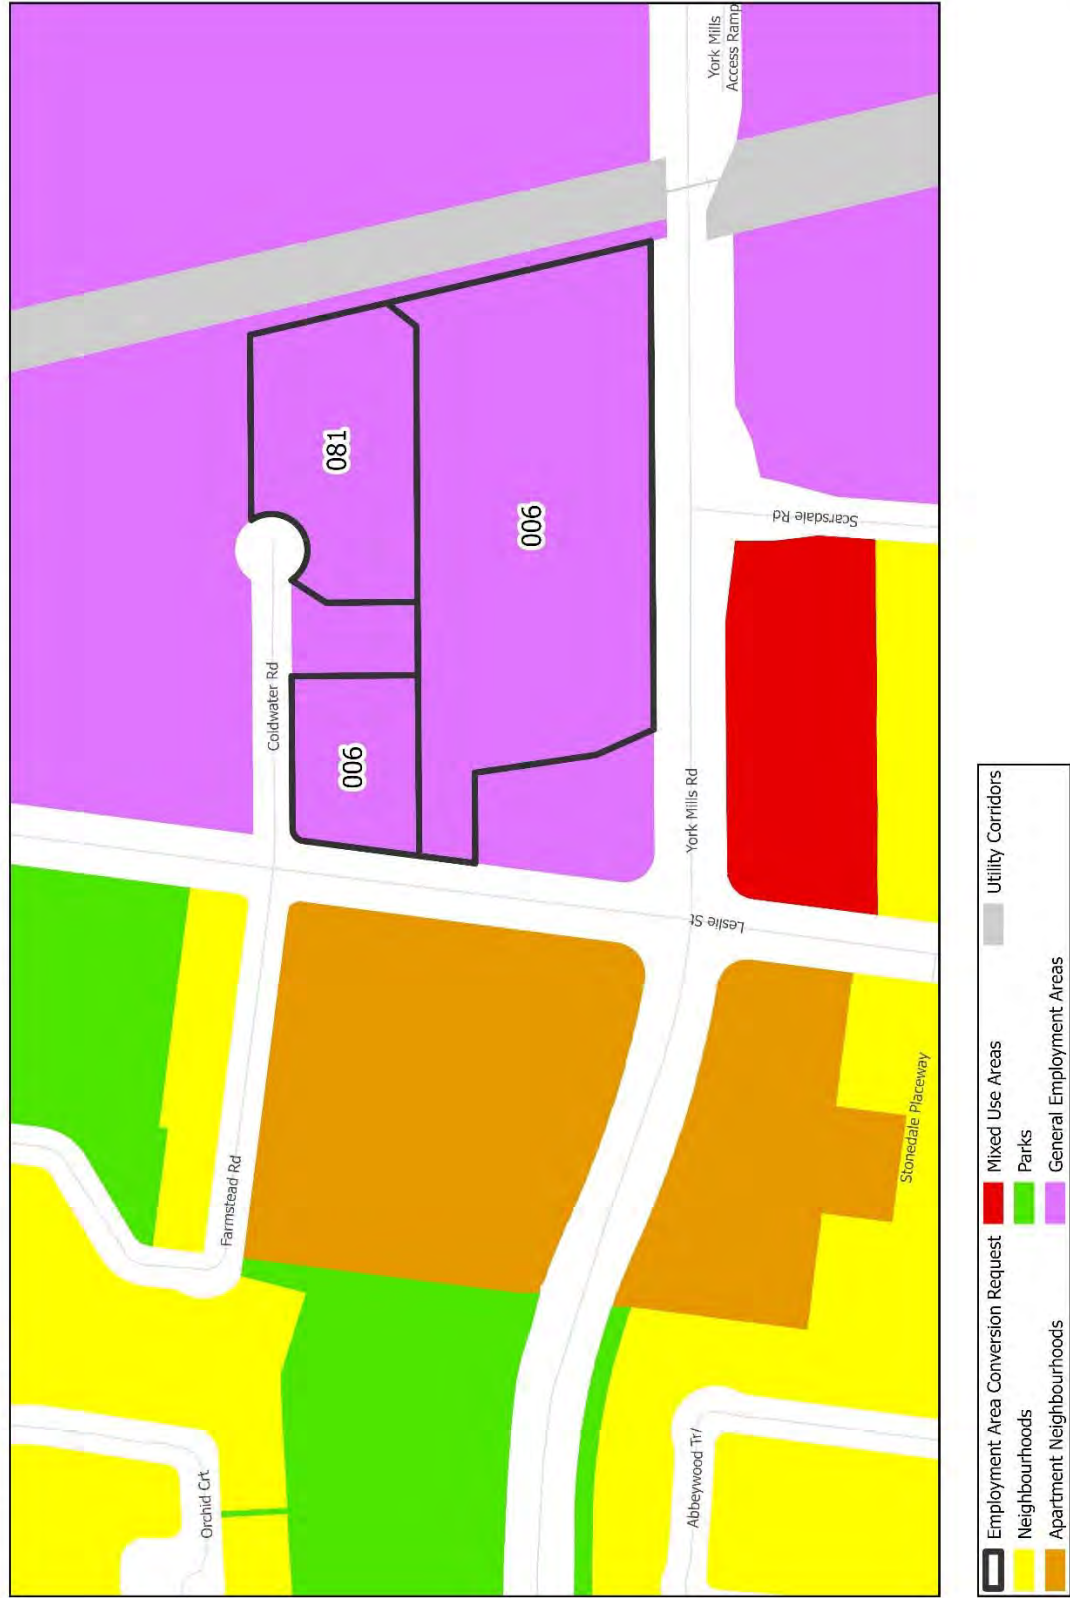 York Mills
Access Ramp
081
006
Scarsdale Rd
Coldwater Rd
006
York Mills Rd
Leslie St
Farmstead Rd
Stonedale Placeway
Orchid Crt
Abbeywood Trl
Employment Area Conversion Request
Neighbourhoods
Apartment Neighbourhoods
Mixed Use Areas
Parks
General Employment Areas
Utility Corridors